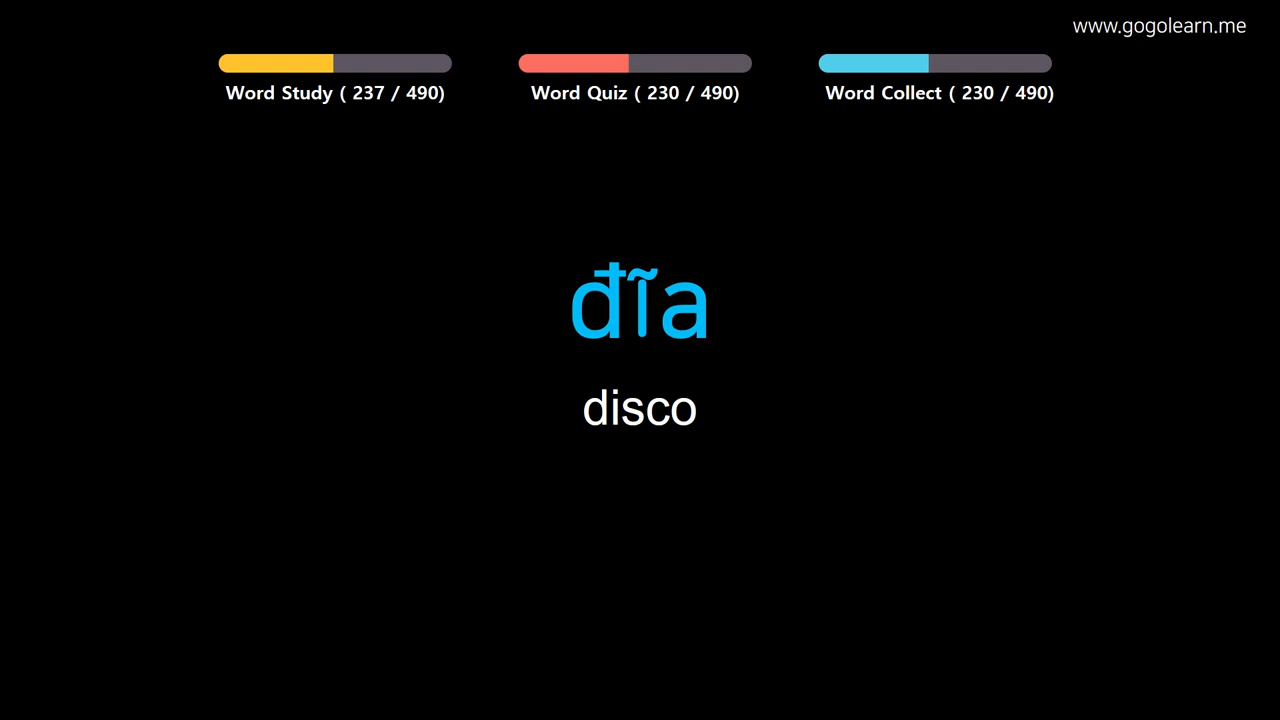 www.gogolearn.me
Word Study ( 237 / 490)
Word Quiz ( 230 / 490)
Word Collect ( 230 / 490)
đĩa
disco